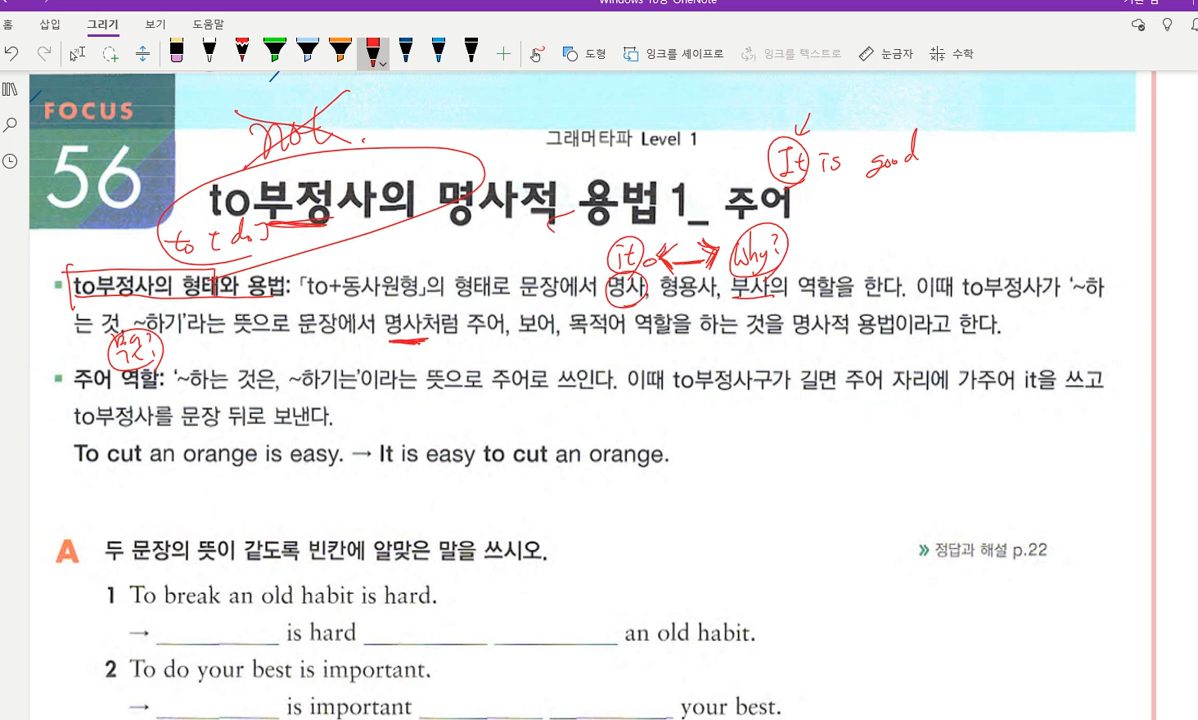 Windows 10용 OneNote
홈 삽입 그리기 보기 도움말
도형 잉크를 셰이프로 잉크를 텍스트로 눈금자 수학
FOCUS
56
not.
그래머타파 Level 1
It is good
to부정사의 명사적 용법 1_ 주어
to [do]
it Why?
to부정사의 형태와 용법: 「to+동사원형」의 형태로 문장에서 명사, 형용사, 부사의 역할을 한다. 이때 to부정사가 ‘~하
는 것, ~하기’라는 뜻으로 문장에서 명사처럼 주어, 보어, 목적어 역할을 하는 것을 명사적 용법이라고 한다.
주어 역할: ‘~하는 것은, ~하기는’이라는 뜻으로 주어로 쓰인다. 이때 to부정사구가 길면 주어 자리에 가주어 it을 쓰고
to부정사를 문장 뒤로 보낸다.
To cut an orange is easy. → It is easy to cut an orange.
A 두 문장의 뜻이 같도록 빈칸에 알맞은 말을 쓰시오.
» 정답과 해설 p.22
1 To break an old habit is hard.
→ ________ is hard ________ ________ an old habit.
2 To do your best is important.
→ ________ is important ________ ________ your best.